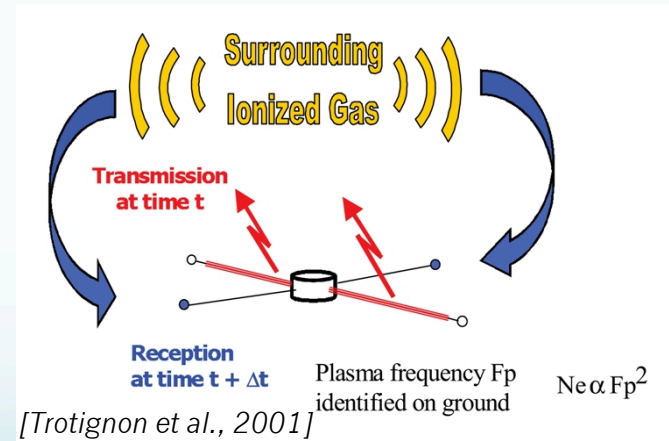 Surrounding
Ionized Gas
Transmission
at time t
Reception
at time t + Δt
Plasma frequency Fp
identified on ground
Ne α Fp²
[Trotignon et al., 2001]